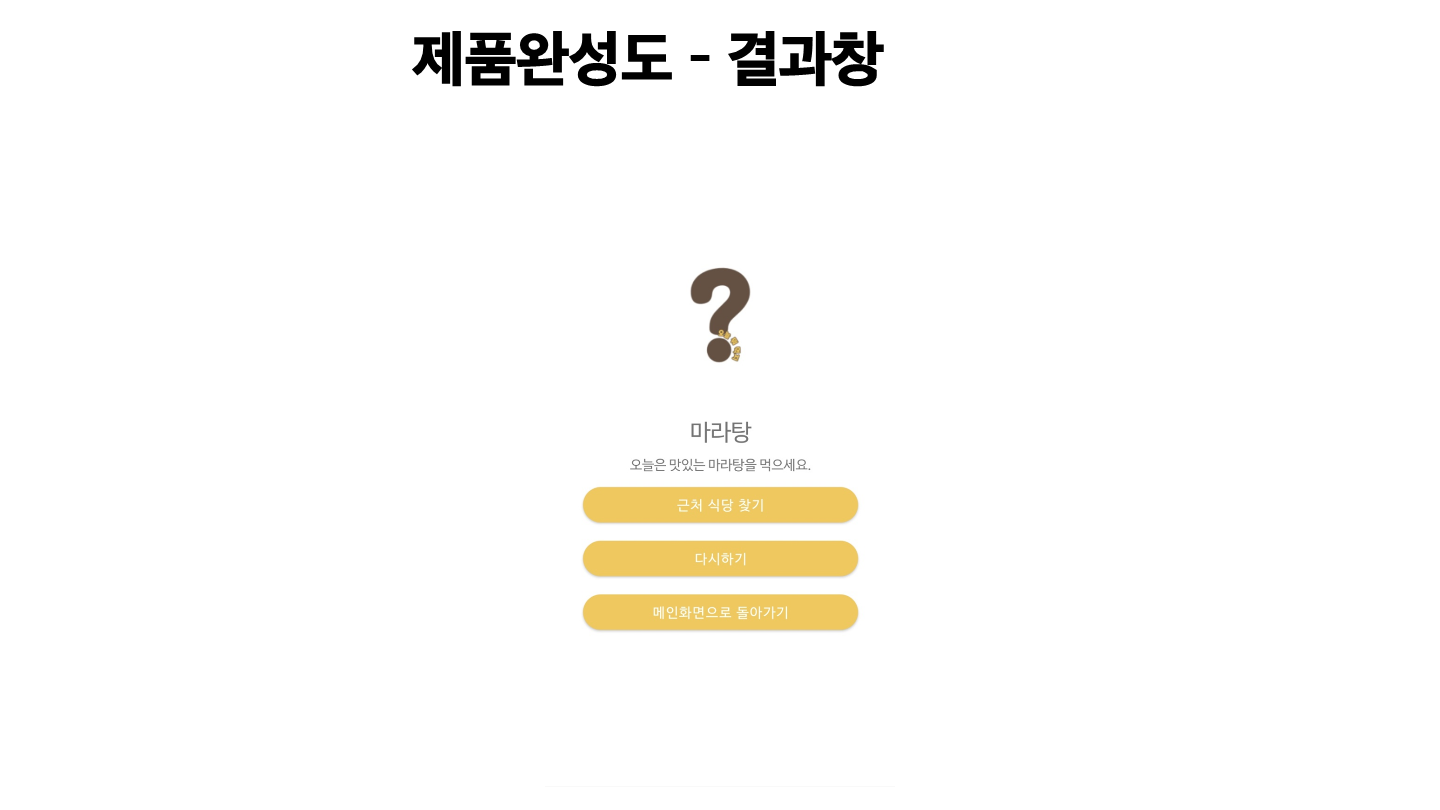 제품완성도 - 결과창
마라탕
오늘은 맛있는 마라탕을 먹으세요.
근처 식당 찾기
다시하기
메인화면으로 돌아가기